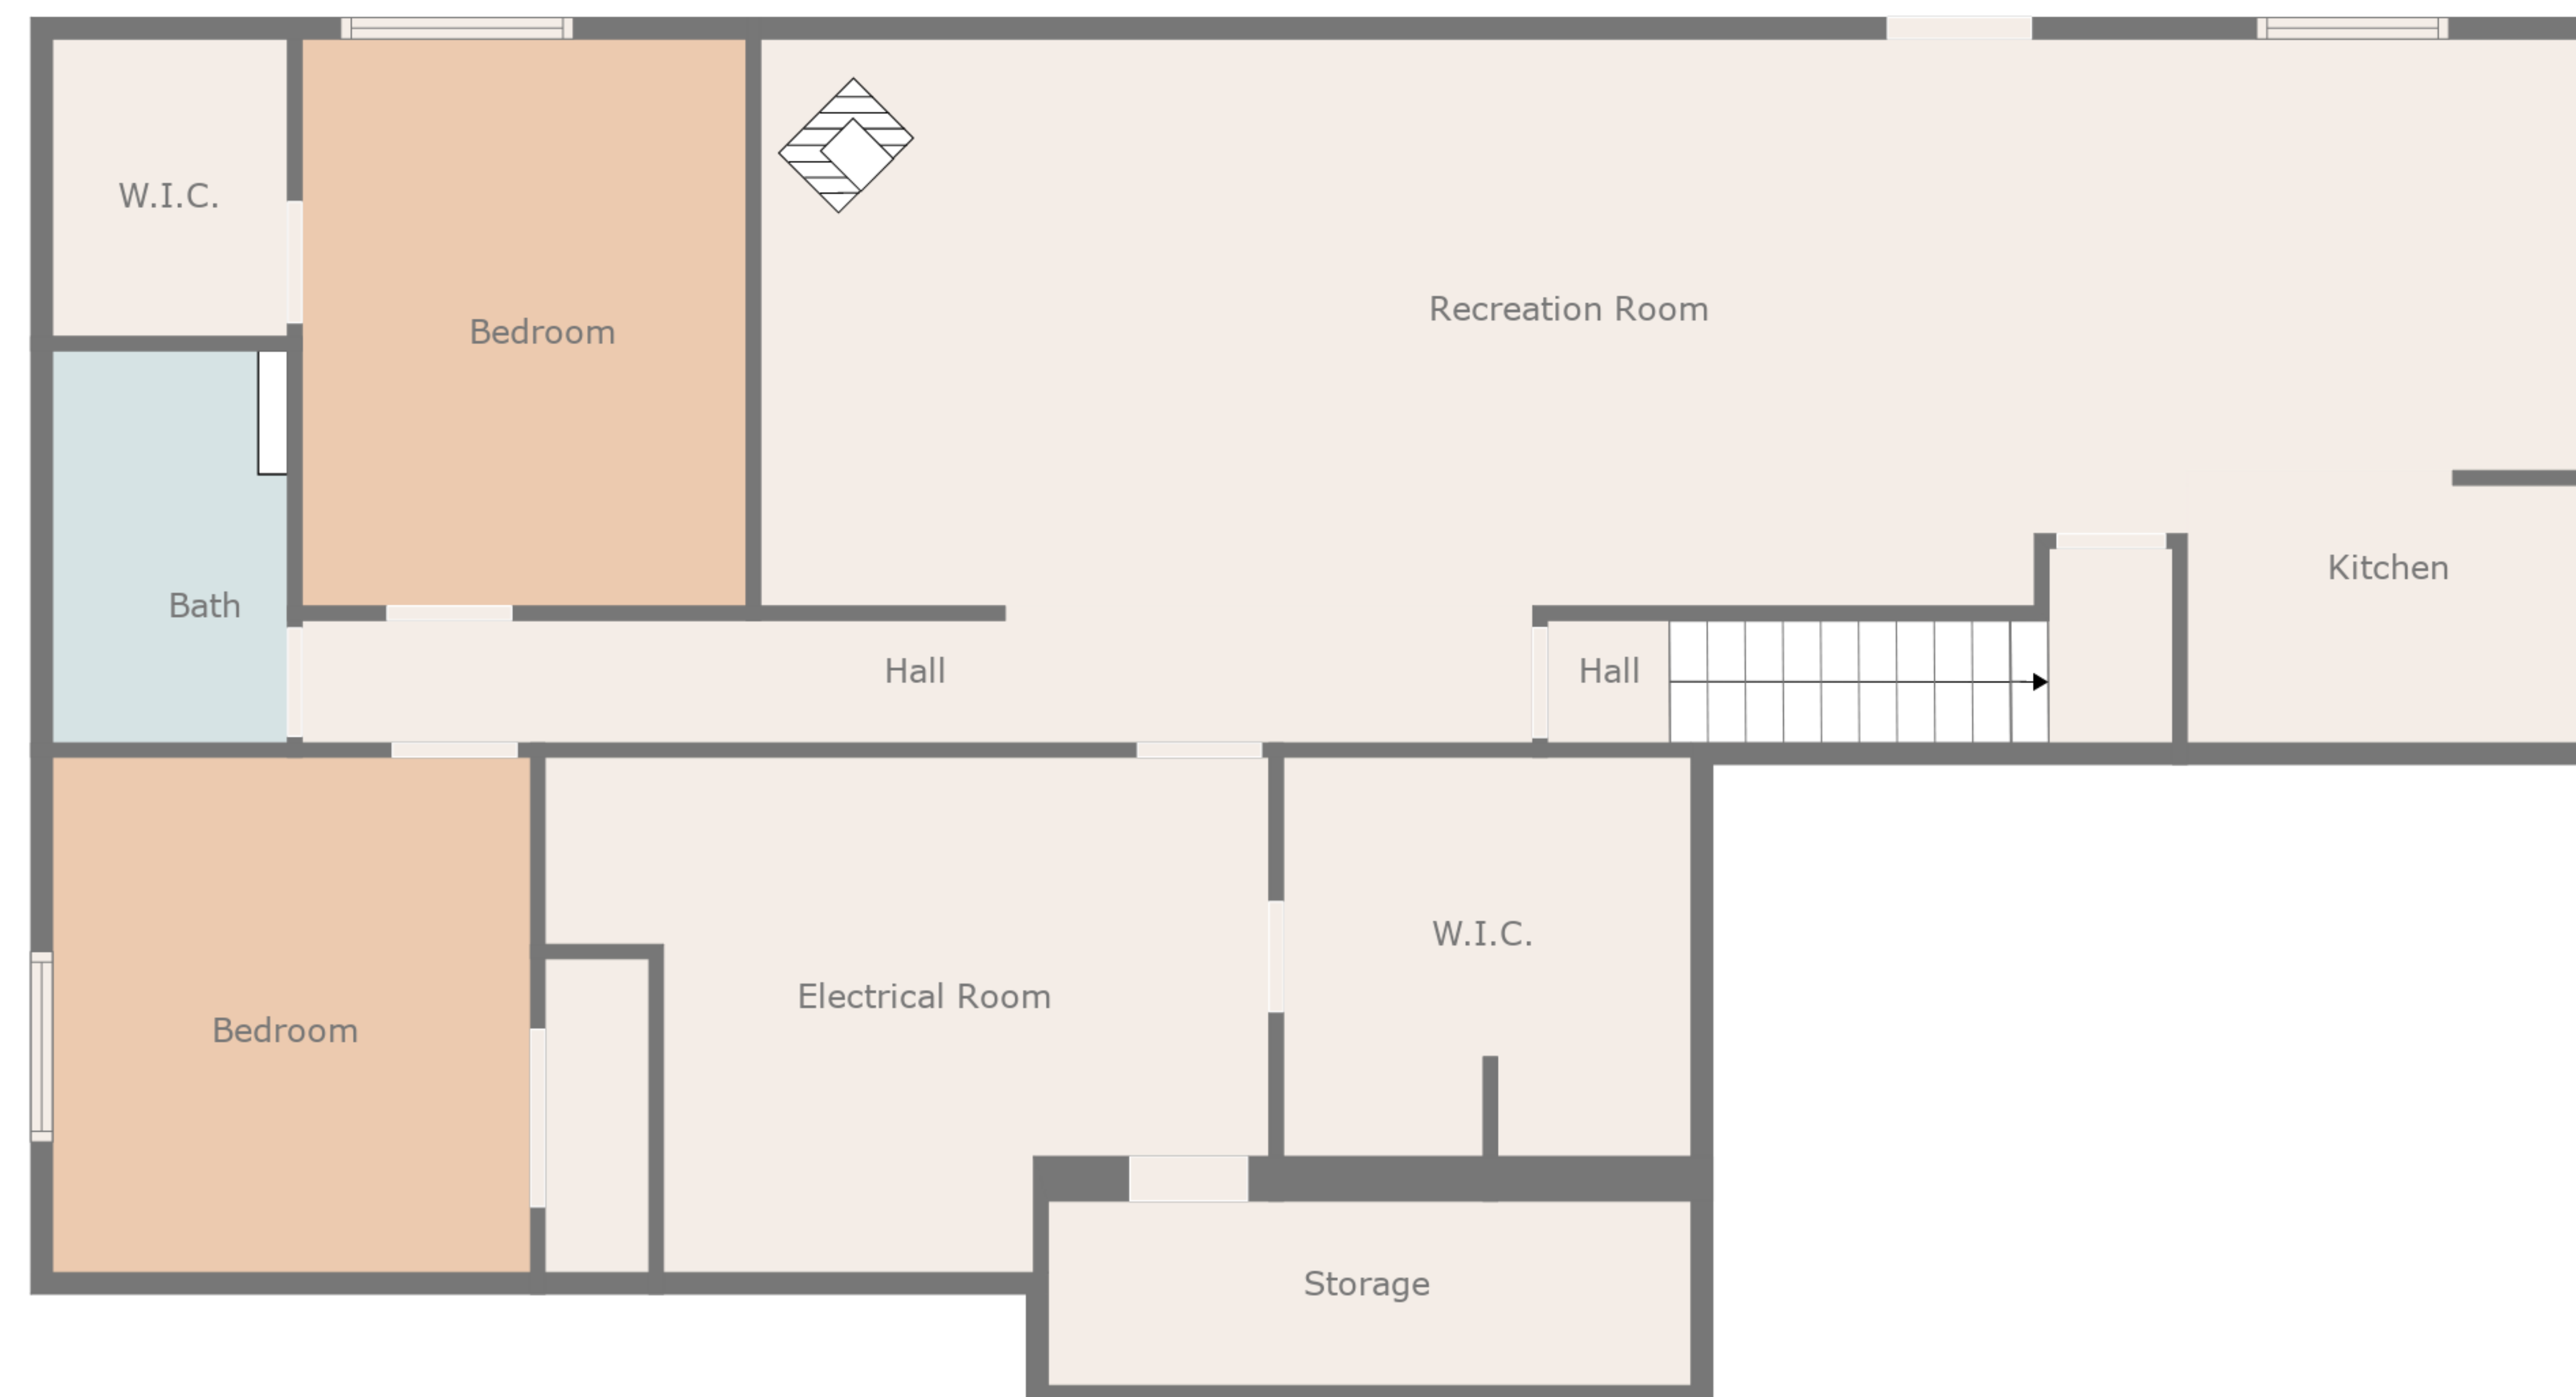 W.I.C.
Bedroom
Recreation Room
Kitchen
Bath
Hall
Hall
W.I.C.
Electrical Room
Bedroom
Storage